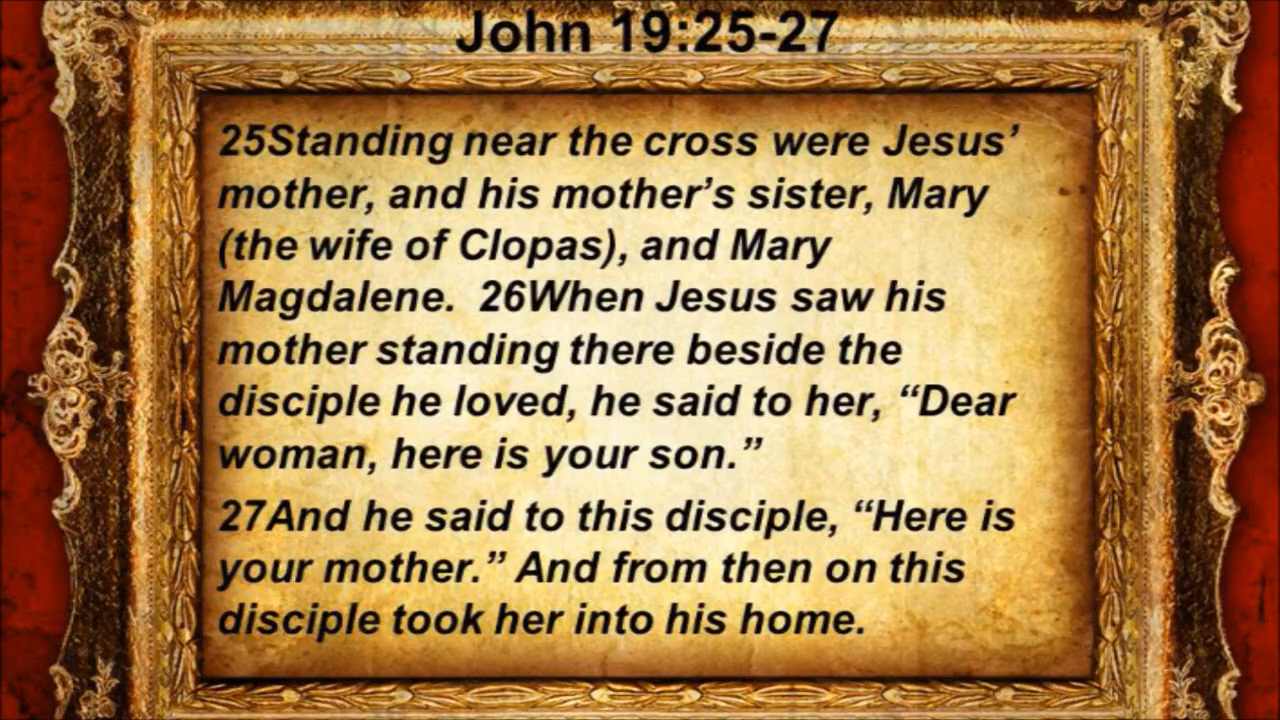 John 19:25-27
25Standing near the cross were Jesus’
mother, and his mother’s sister, Mary
(the wife of Clopas), and Mary
Magdalene.  26When Jesus saw his
mother standing there beside the
disciple he loved, he said to her, “Dear
woman, here is your son.”
27And he said to this disciple, “Here is
your mother.” And from then on this
disciple took her into his home.